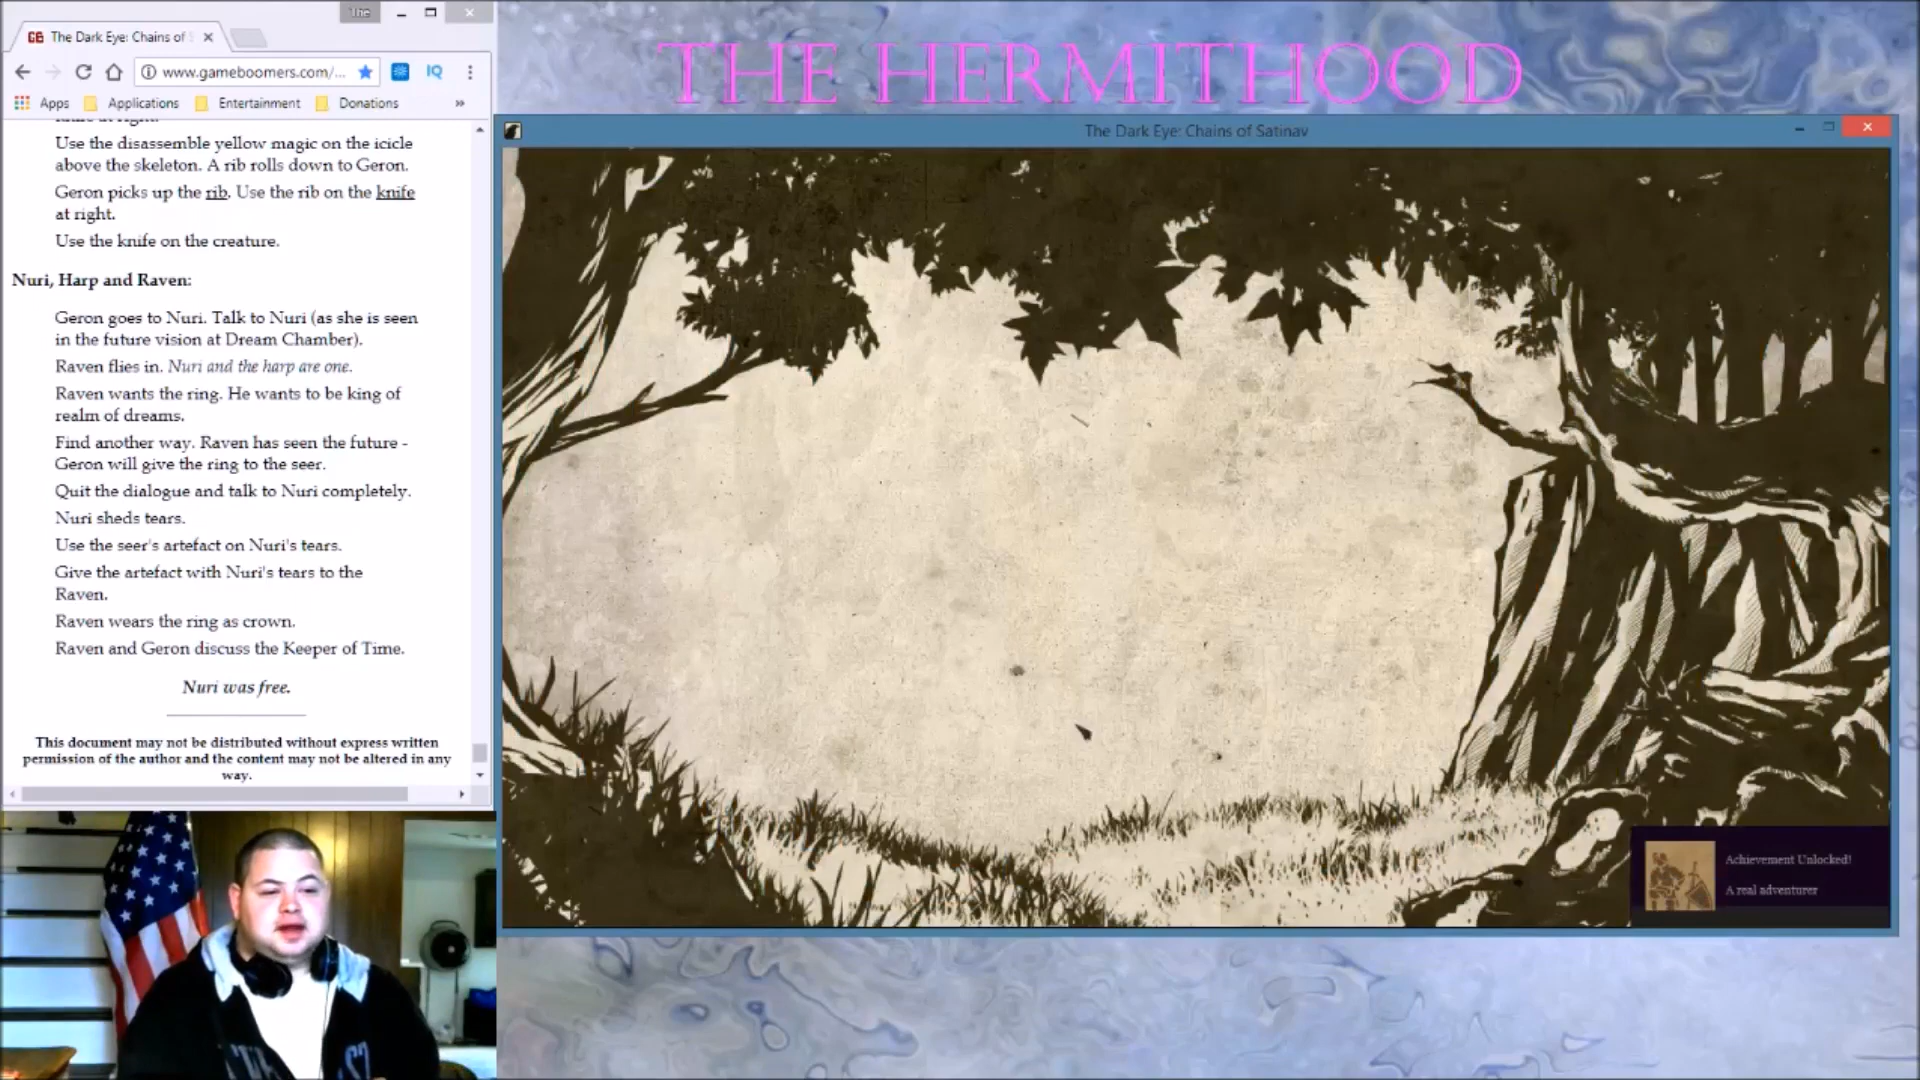 The
The Dark Eye: Chains of S
www.gameboomers.com/...
IQ
Apps
Applications
Entertainment
Donations
»
Use the disassemble yellow magic on the icicle
above the skeleton. A rib rolls down to Geron.
Geron picks up the rib. Use the rib on the knife
at right.
Use the knife on the creature.
Nuri, Harp and Raven:
Geron goes to Nuri. Talk to Nuri (as she is seen
in the future vision at Dream Chamber).
Raven flies in. Nuri and the harp are one.
Raven wants the ring. He wants to be king of
realm of dreams.
Find another way. Raven has seen the future -
Geron will give the ring to the seer.
Quit the dialogue and talk to Nuri completely.
Nuri sheds tears.
Use the seer's artefact on Nuri's tears.
Give the artefact with Nuri's tears to the
Raven.
Raven wears the ring as crown.
Raven and Geron discuss the Keeper of Time.
Nuri was free.
This document may not be distributed without express written
permission of the author and the content may not be altered in any
way.
THE HERMITHOOD
The Dark Eye: Chains of Satinav
Achievement Unlocked!
A real adventurer